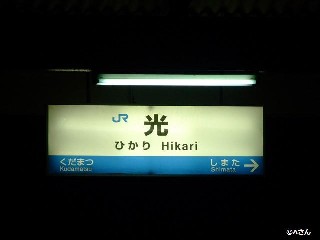 JR 光
ひかり Hikari
くだまつ しまた →
Kudamatsu Shimata